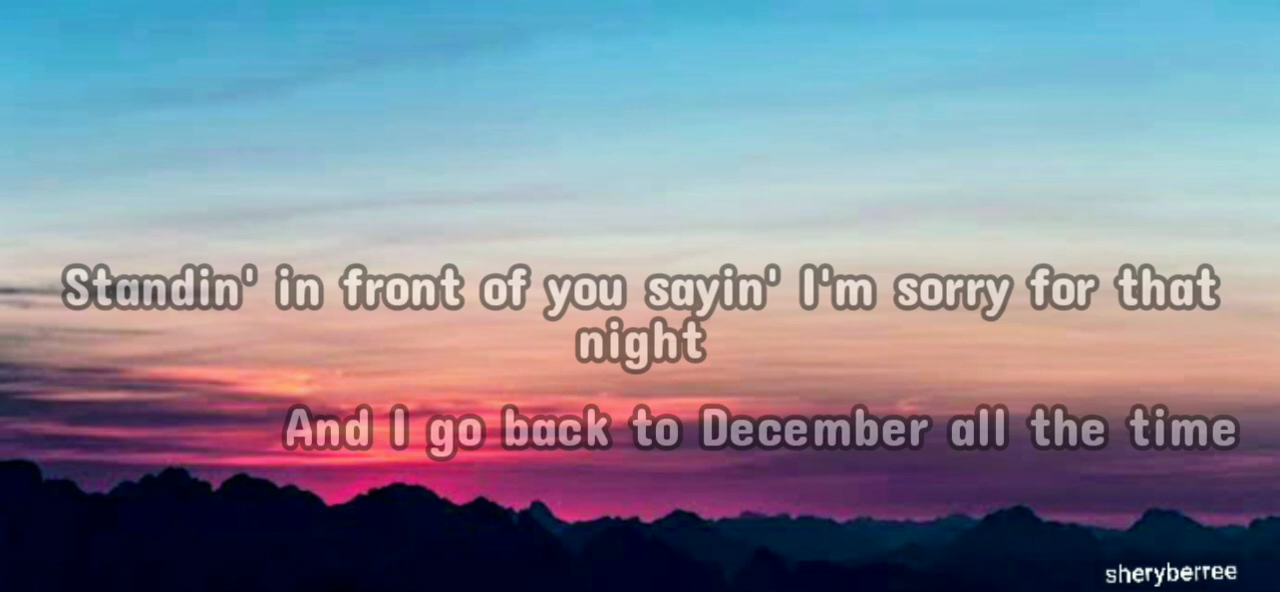 Standin' in front of you sayin' I'm sorry for that
night
And I go back to December all the time
sheryberree